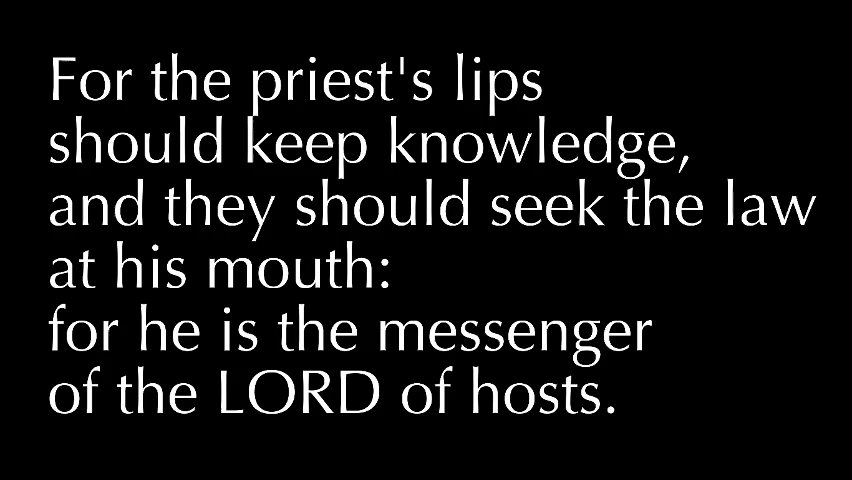 For the priest's lips
should keep knowledge,
and they should seek the law
at his mouth:
for he is the messenger
of the LORD of hosts.